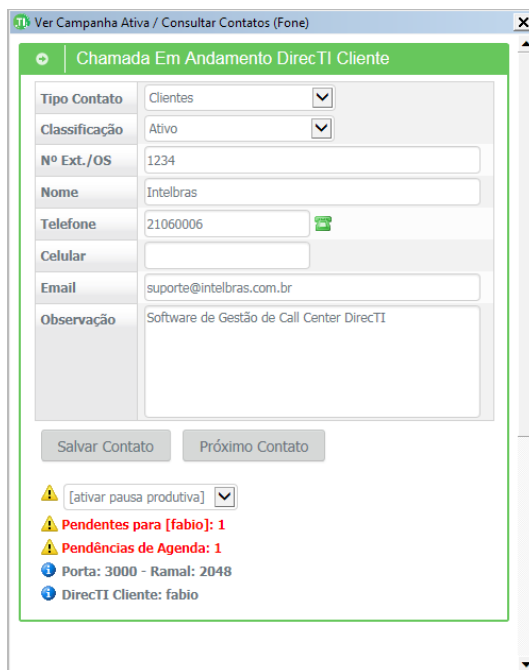 TI
Ver Campanha Ativa / Consultar Contatos (Fone)
X
Chamada Em Andamento DirecTI Cliente
Tipo Contato Clientes
Classificação Ativo
Nº Ext./OS 1234
Nome Intelbras
Telefone 21060006
Celular
Email suporte@intelbras.com.br
Observação Software de Gestão de Call Center DirecTI
Salvar Contato Próximo Contato
[ativar pausa produtiva]
Pendentes para [fabio]: 1
Pendências de Agenda: 1
Porta: 3000 - Ramal: 2048
DirecTI Cliente: fabio